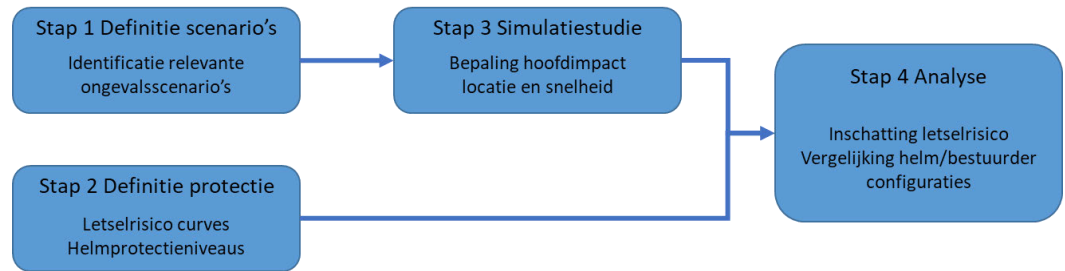 Stap 1 Definitie scenario's
Identificatie relevante
ongevalsscenario's
Stap 3 Simulatiestudie
Bepaling hoofdimpact
locatie en snelheid
Stap 2 Definitie protectie
Letselrisico curves
Helmprotectieniveaus
Stap 4 Analyse
Inschatting letselrisico
Vergelijking helm/bestuurder
configuraties